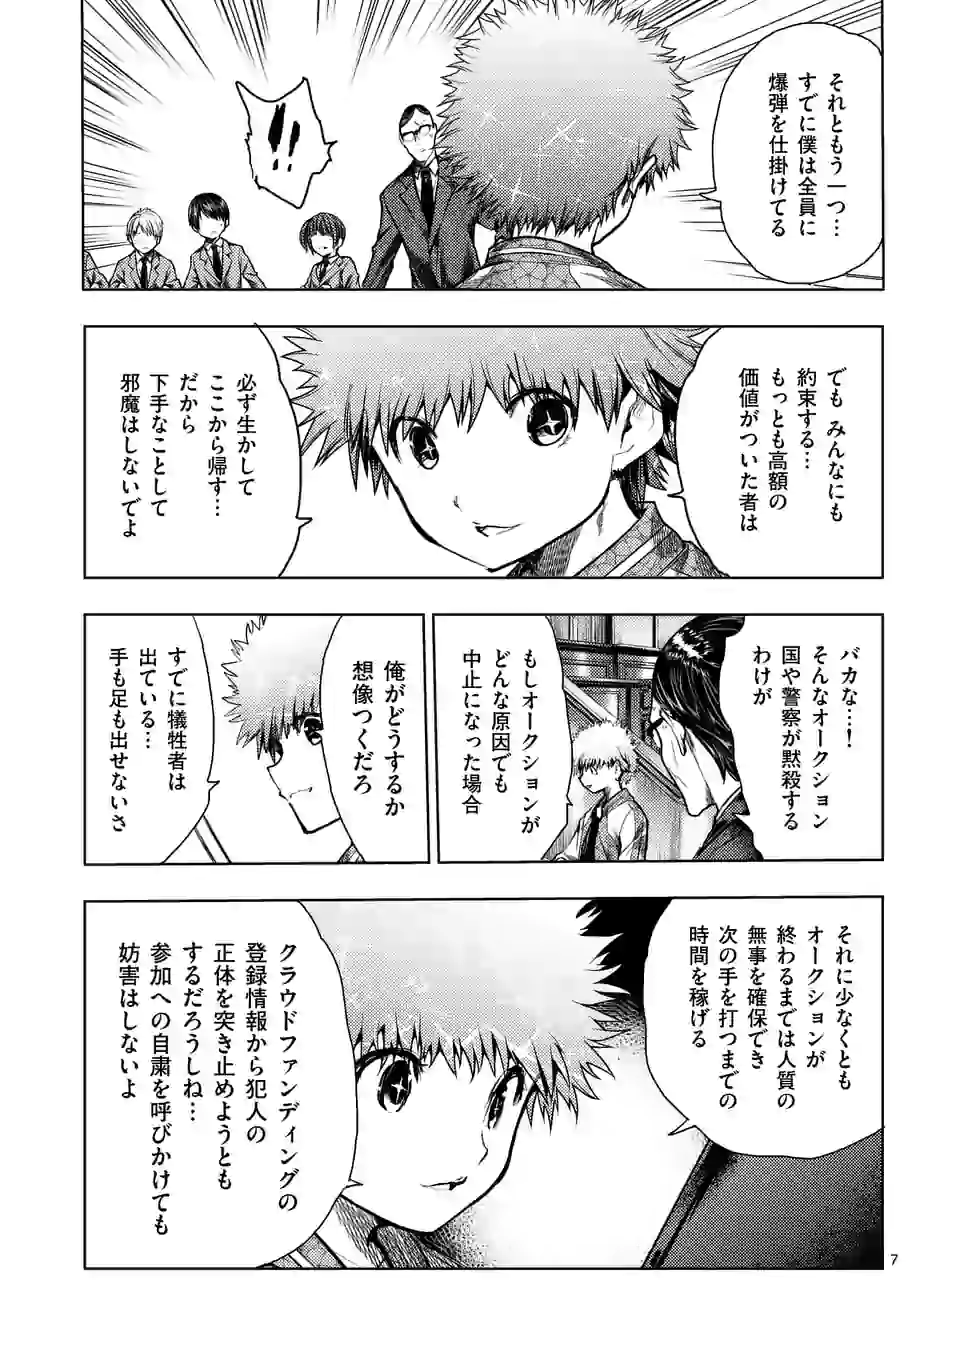 それともう一つ…
すでに僕は全員に
爆弾を仕掛けてる
!!
でも みんなにも
約束する…
もっとも高額の
価値がついた者は
必ず生かして
ここから帰す…
だから
下手なことして
邪魔はしないでよ
バカな…!
そんなオークション
国や警察が黙殺する
わけが
もしオークションが
どんな原因でも
中止になった場合
俺がどうするか
想像つくだろ
すでに犠牲者は
出ている…
手も足も出せないさ
それに少なくとも
オークションが
終わるまでは人質の
無事を確保でき
次の手を打つまでの
時間を稼げる
クラウドファンディングの
登録情報から犯人の
正体を突き止めようとも
するだろうしね…
参加への自粛を呼びかけても
妨害はしないよ
7